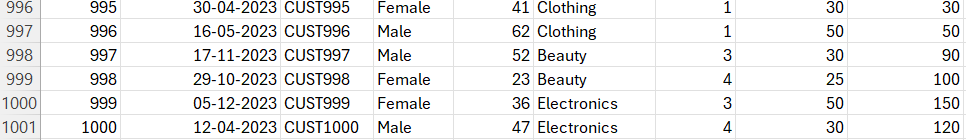 996 995 30-04-2023 CUST995 Female 41 Clothing 1 30 30
997 996 16-05-2023 CUST996 Male 62 Clothing 1 50 50
998 997 17-11-2023 CUST997 Male 52 Beauty 3 30 90
999 998 29-10-2023 CUST998 Female 23 Beauty 4 25 100
1000 999 05-12-2023 CUST999 Female 36 Electronics 3 50 150
1001 1000 12-04-2023 CUST1000 Male 47 Electronics 4 30 120